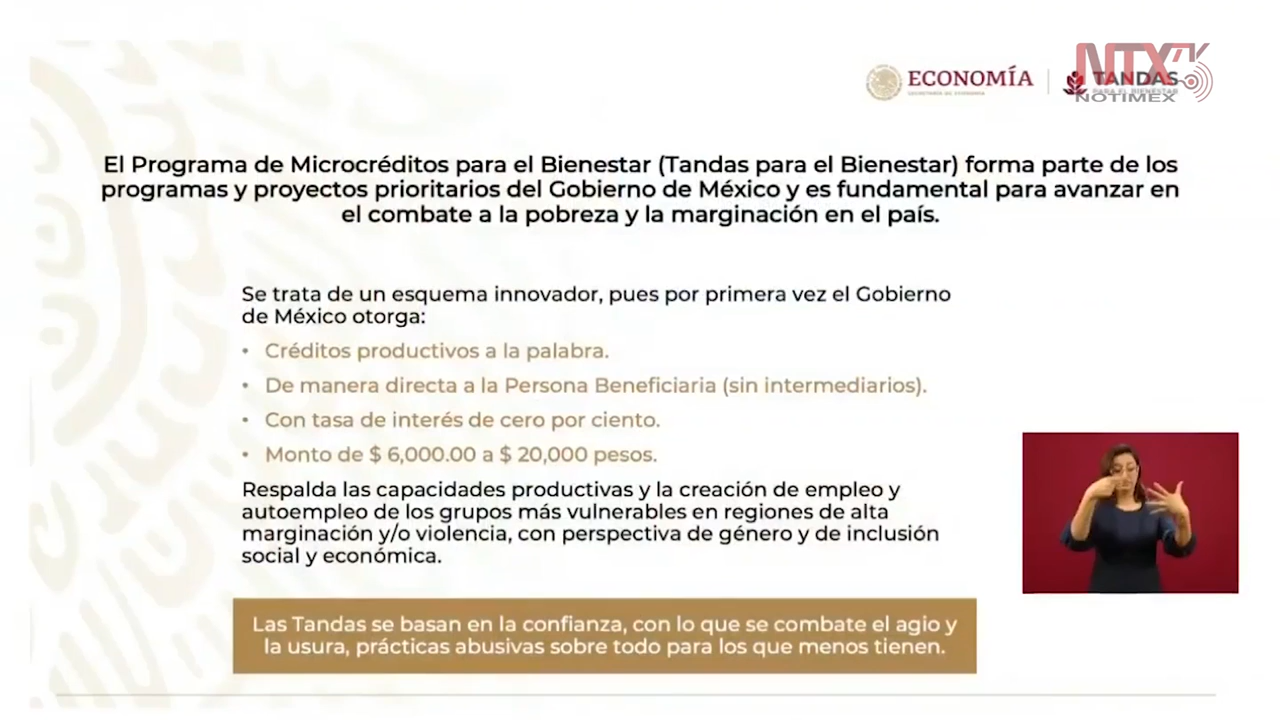 ECONOMÍA
SECRETARÍA DE ECONOMÍA
TANDAS
PARA EL BIENESTAR
NTX
NOTIMEX
El Programa de Microcréditos para el Bienestar (Tandas para el Bienestar) forma parte de los
programas y proyectos prioritarios del Gobierno de México y es fundamental para avanzar en
el combate a la pobreza y la marginación en el país.
Se trata de un esquema innovador, pues por primera vez el Gobierno
de México otorga:
• Créditos productivos a la palabra.
• De manera directa a la Persona Beneficiaria (sin intermediarios).
• Con tasa de interés de cero por ciento.
• Monto de $ 6,000.00 a $ 20,000 pesos.
Respalda las capacidades productivas y la creación de empleo y
autoempleo de los grupos más vulnerables en regiones de alta
marginación y/o violencia, con perspectiva de género y de inclusión
social y económica.
Las Tandas se basan en la confianza, con lo que se combate el agio y
la usura, prácticas abusivas sobre todo para los que menos tienen.